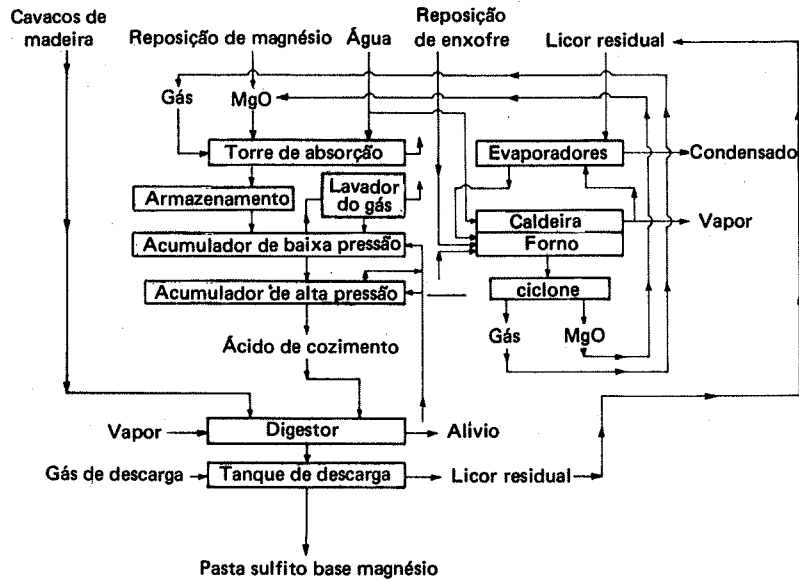 Cavacos de
madeira
Reposição de magnésio
Água
Reposição
de enxofre
Licor residual
Gás
MgO
Torre de absorção
Evaporadores
Condensado
Armazenamento
Lavador
do gás
Caldeira
Vapor
Acumulador de baixa pressão
Forno
Acumulador de alta pressão
ciclone
Gás
MgO
Ácido de cozimento
Vapor
Digestor
Alívio
Gás de descarga
Tanque de descarga
Licor residual
Pasta sulfito base magnésio